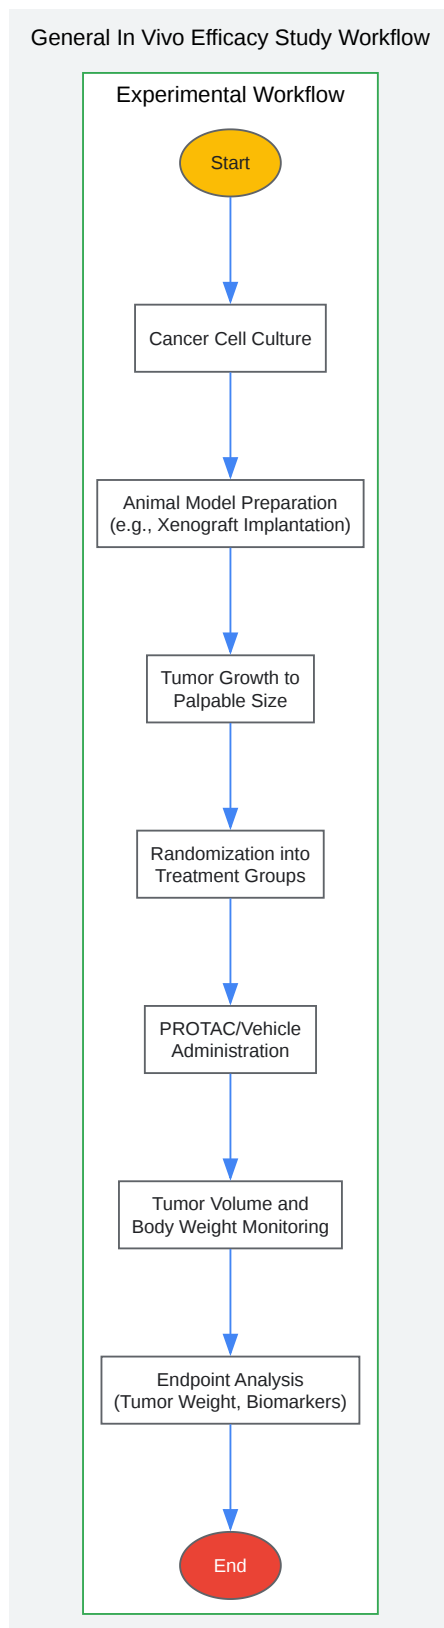 General In Vivo Efficacy Study Workflow
Experimental Workflow
Start
Cancer Cell Culture
Animal Model Preparation
(e.g., Xenograft Implantation)
Tumor Growth to
Palpable Size
Randomization into
Treatment Groups
PROTAC/Vehicle
Administration
Tumor Volume and
Body Weight Monitoring
Endpoint Analysis
(Tumor Weight, Biomarkers)
End